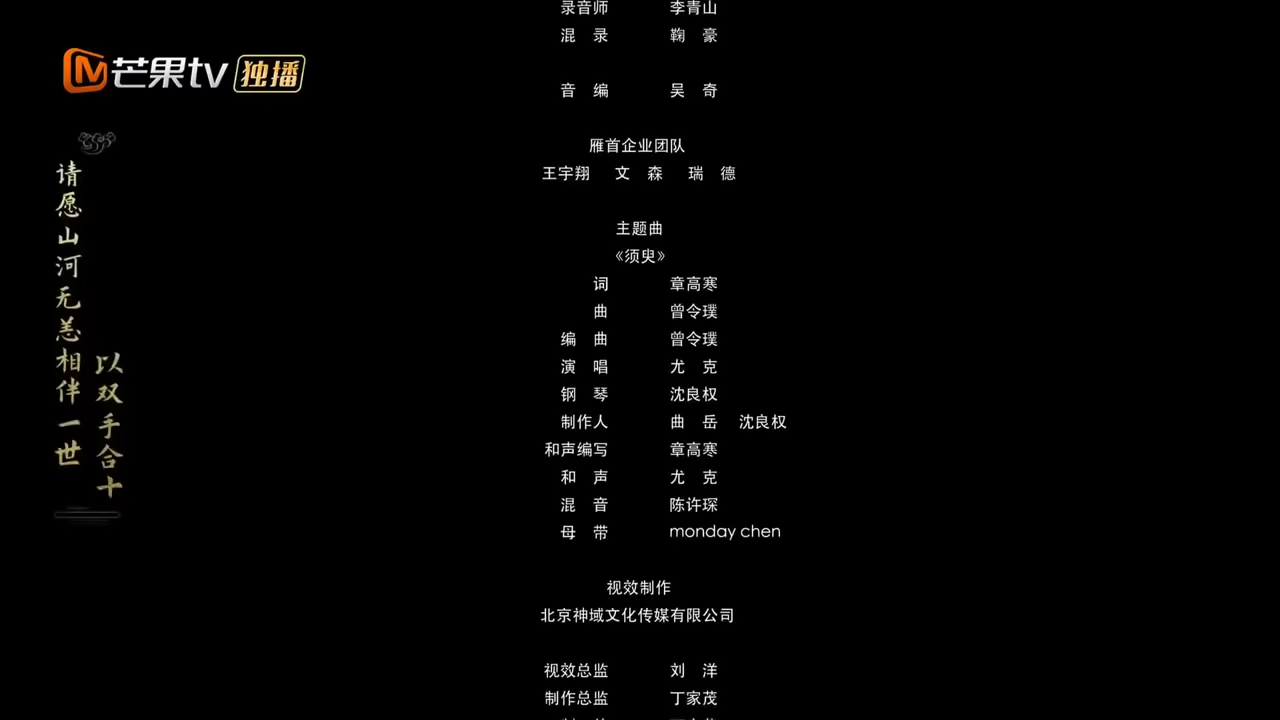 录音师 李青山
混 录 鞠 豪
芒果tv 独播
音 编 吴 奇
雁首企业团队
王宇翔 文 森 瑞 德
主题曲
《须臾》
词 章高寒
曲 曾令璞
编 曲 曾令璞
演 唱 尤 克
钢 琴 沈良权
制作人 曲 岳 沈良权
和声编写 章高寒
和 声 尤 克
混 音 陈许琛
母 带 monday chen
视效制作
北京神域文化传媒有限公司
视效总监 刘 洋
制作总监 丁家茂
请愿山河无恙相伴一世
以双手合十